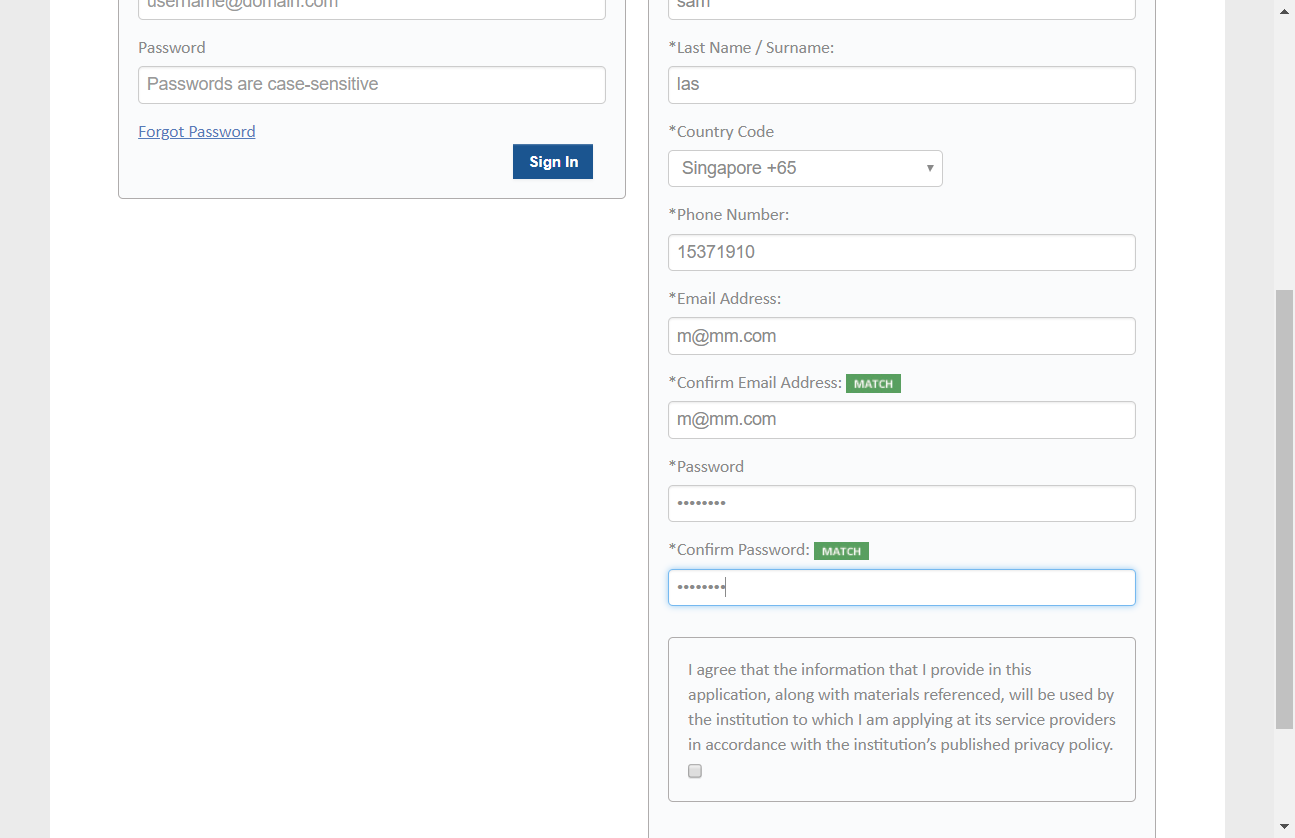 username@domain.com
Password
Passwords are case-sensitive
Forgot Password
Sign In
sam
*Last Name / Surname:
las
*Country Code
Singapore +65
*Phone Number:
15371910
*Email Address:
m@mm.com
*Confirm Email Address: MATCH
m@mm.com
*Password
••••••••
*Confirm Password: MATCH
••••••••
I agree that the information that I provide in this
application, along with materials referenced, will be used by
the institution to which I am applying at its service providers
in accordance with the institution’s published privacy policy.